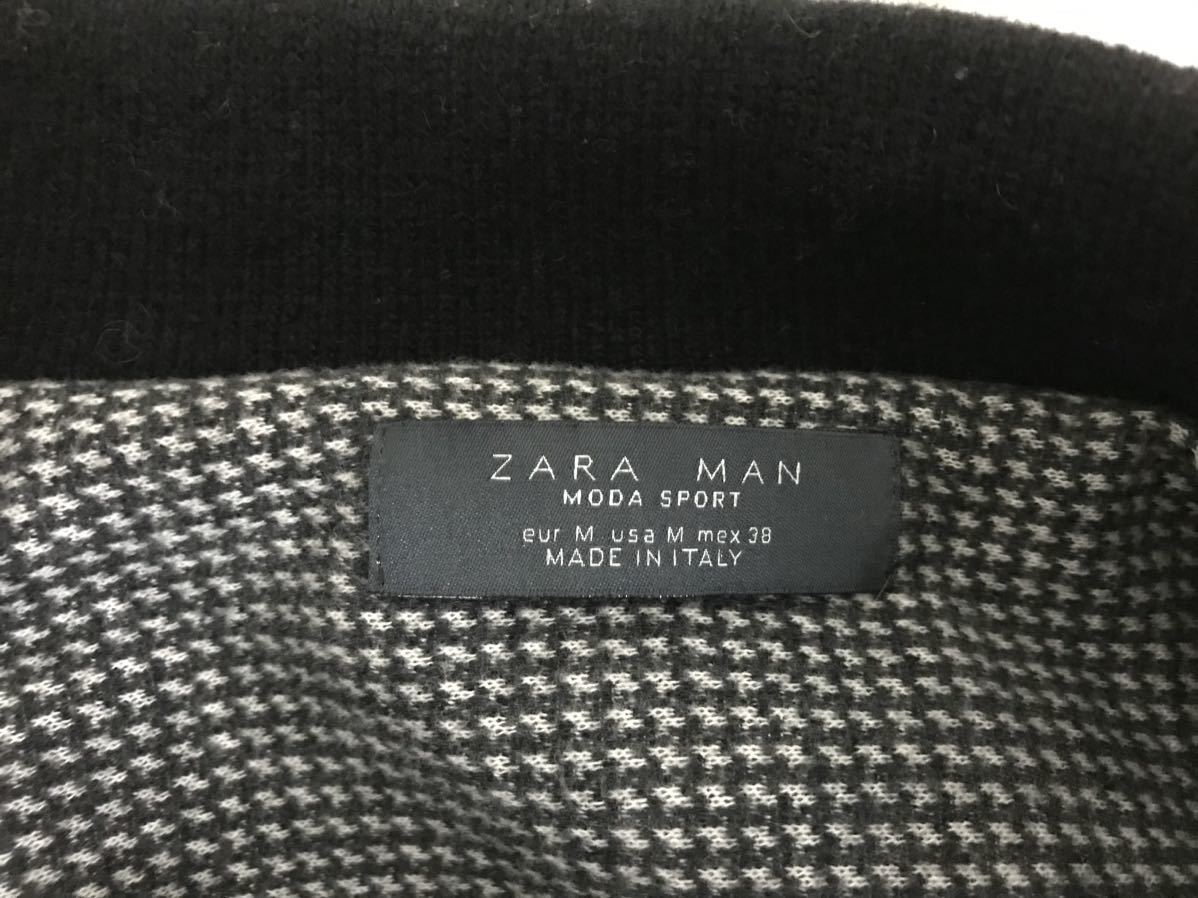 ZARA MAN
MODA SPORT
eur M usa M mex 38
MADE IN ITALY